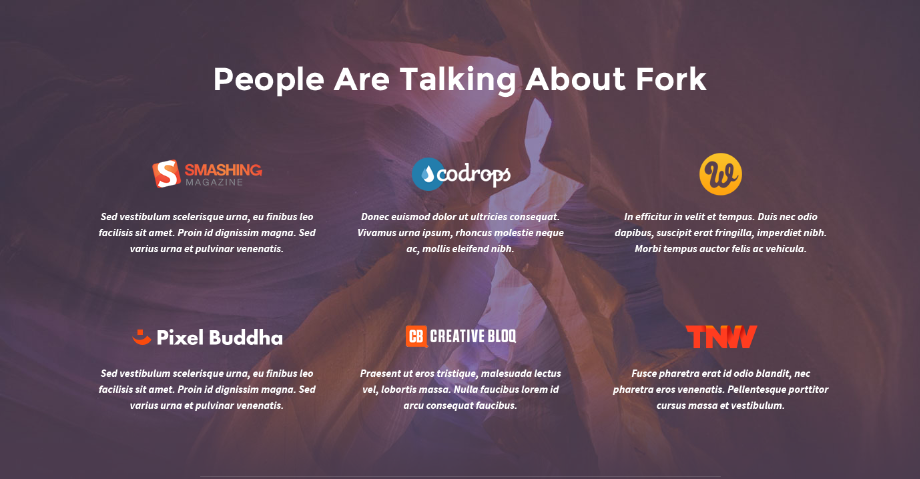 People Are Talking About Fork
SMASHING
MAGAZINE
codrops
W
Sed vestibulum scelerisque urna, eu finibus leo
facilisis sit amet. Proin id dignissim magna. Sed
varius urna et pulvinar venenatis.
Donec euismod dolor ut ultricies consequat.
Vivamus urna ipsum, rhoncus molestie neque
ac, mollis eleifend nibh.
In efficitur in velit et tempus. Duis nec odio
dapibus, suscipit erat fringilla, imperdiet nibh.
Morbi tempus auctor felis ac vehicula.
Pixel Buddha
CB CREATIVE BLOQ
TNW
Sed vestibulum scelerisque urna, eu finibus leo
facilisis sit amet. Proin id dignissim magna. Sed
varius urna et pulvinar venenatis.
Praesent ut eros tristique, malesuada lectus
vel, lobortis massa. Nulla faucibus lorem id
arcu consequat faucibus.
Fusce pharetra erat id odio blandit, nec
pharetra eros venenatis. Pellentesque porttitor
cursus massa et vestibulum.